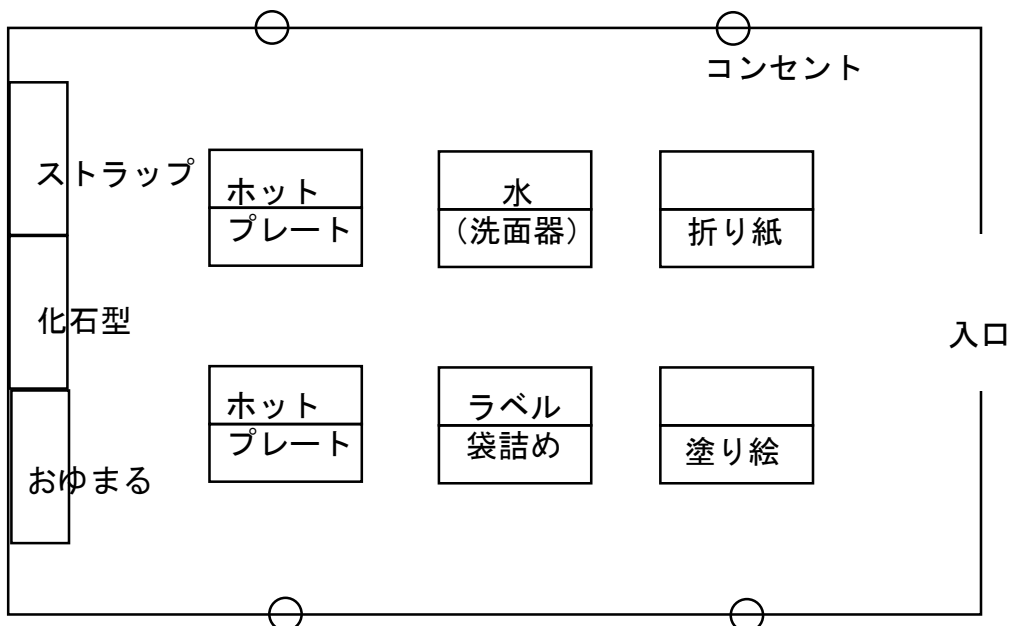 コンセント
ストラップ
ホット
プレート
水
（洗面器）
折り紙
化石型
入口
ホット
プレート
ラベル
袋詰め
塗り絵
おゆまる